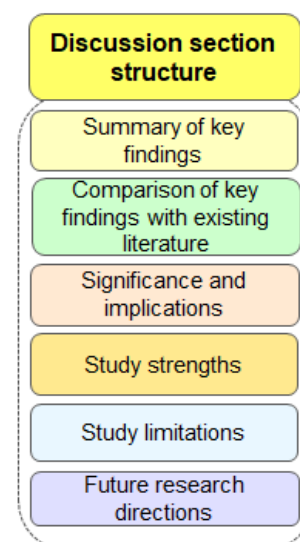 Discussion section
structure
Summary of key
findings
Comparison of key
findings with existing
literature
Significance and
implications
Study strengths
Study limitations
Future research
directions